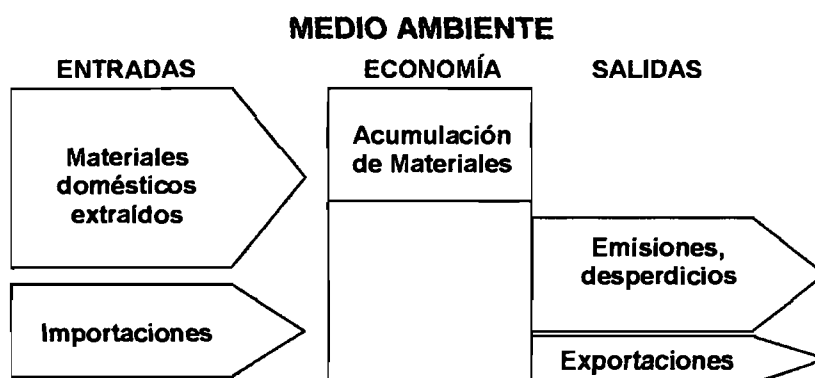 MEDIO AMBIENTE
ENTRADAS
ECONOMÍA
SALIDAS
Materiales
domésticos
extraídos
Acumulación
de Materiales
Emisiones,
desperdicios
Importaciones
Exportaciones